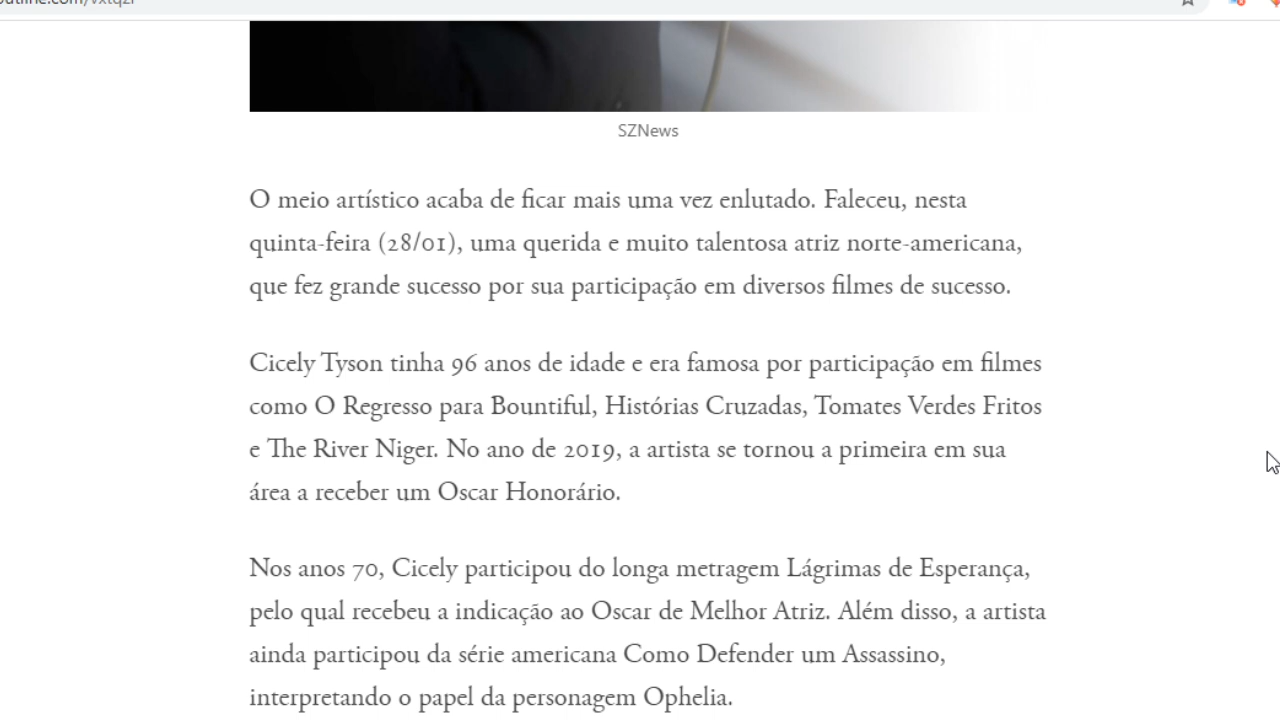 SZNews
O meio artístico acaba de ficar mais uma vez enlutado. Faleceu, nesta
quinta-feira (28/01), uma querida e muito talentosa atriz norte-americana,
que fez grande sucesso por sua participação em diversos filmes de sucesso.
Cicely Tyson tinha 96 anos de idade e era famosa por participação em filmes
como O Regresso para Bountiful, Histórias Cruzadas, Tomates Verdes Fritos
e The River Niger. No ano de 2019, a artista se tornou a primeira em sua
área a receber um Oscar Honorário.
Nos anos 70, Cicely participou do longa metragem Lágrimas de Esperança,
pelo qual recebeu a indicação ao Oscar de Melhor Atriz. Além disso, a artista
ainda participou da série americana Como Defender um Assassino,
interpretando o papel da personagem Ophelia.